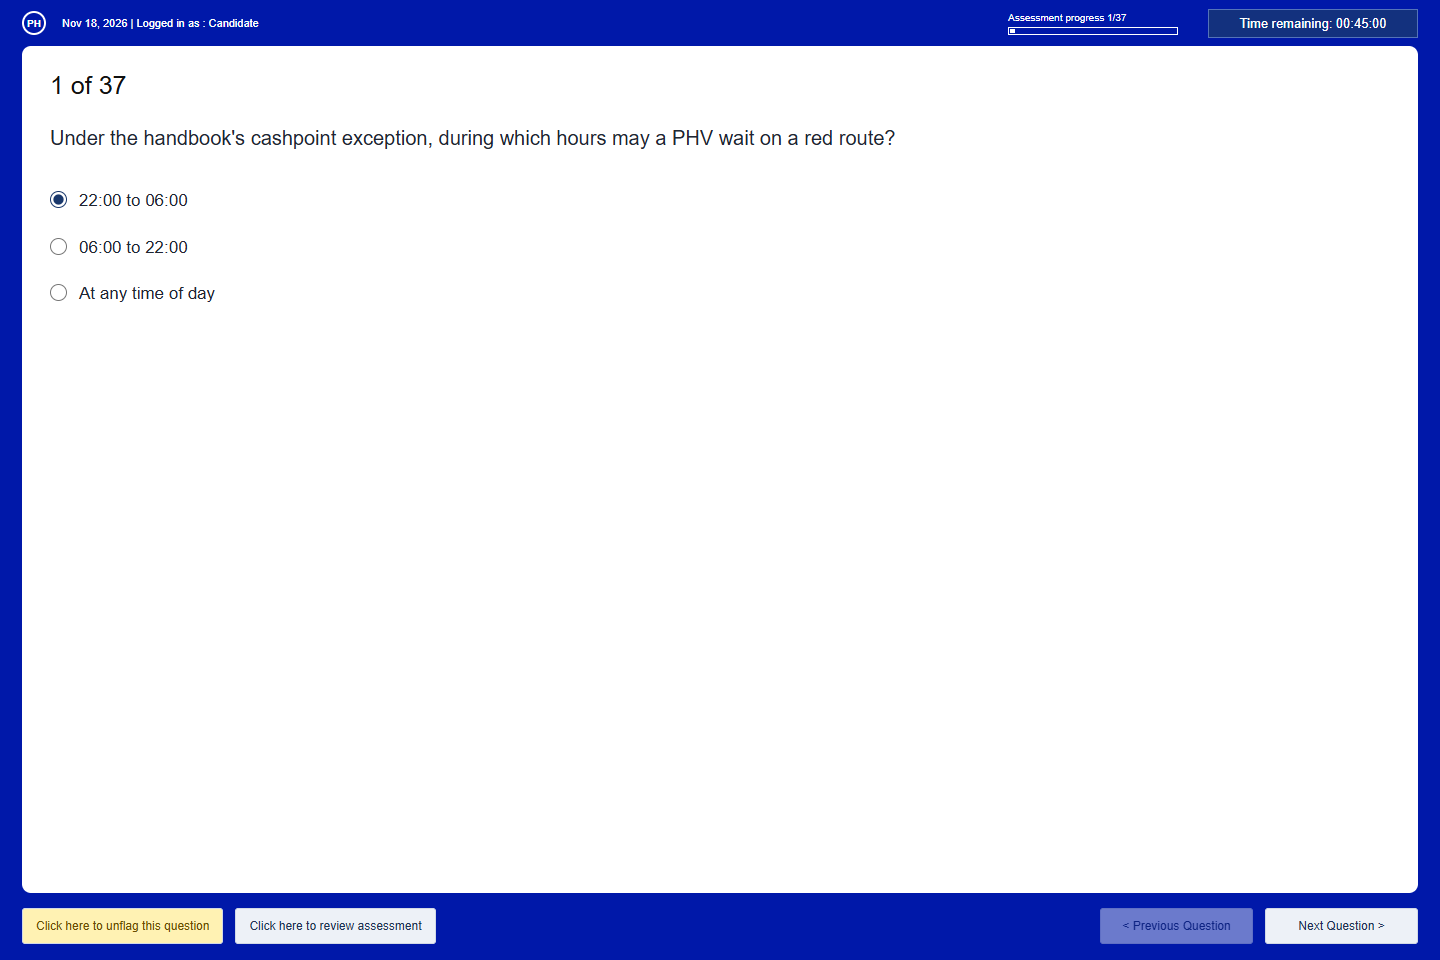 PH
Nov 18, 2026 | Logged in as : Candidate
Assessment progress 1/37
Time remaining: 00:45:00
1 of 37
Under the handbook's cashpoint exception, during which hours may a PHV wait on a red route?
22:00 to 06:00
06:00 to 22:00
At any time of day
Click here to unflag this question
Click here to review assessment
< Previous Question
Next Question >